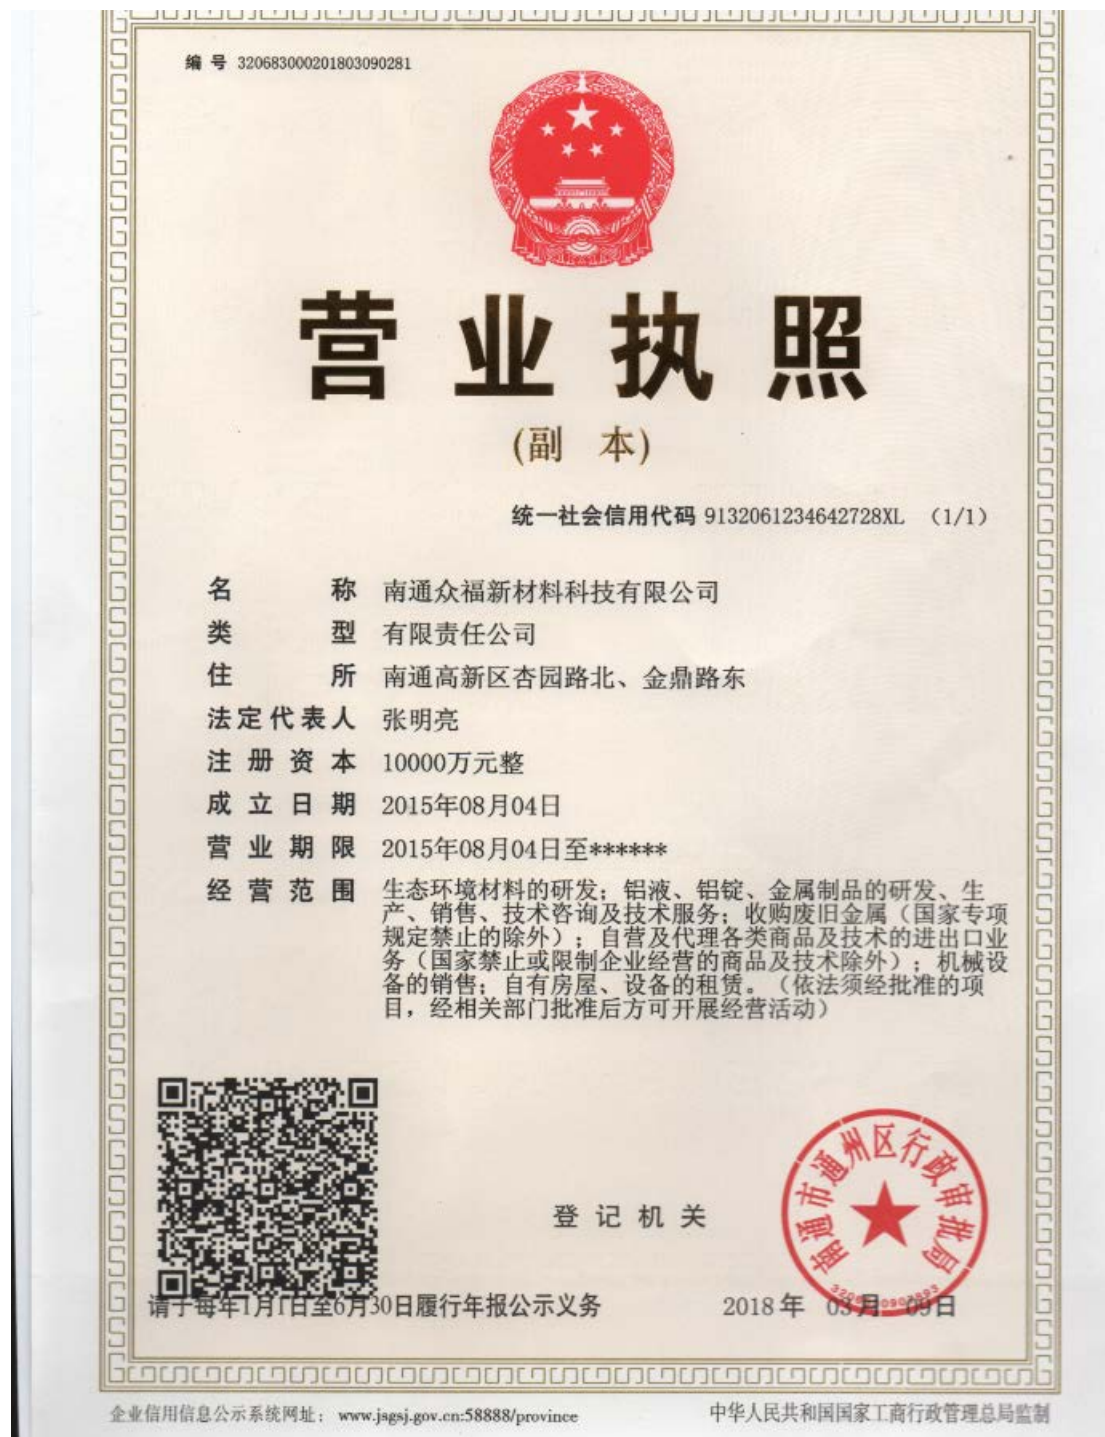 编 号 320683000201803090281
营业执照
(副 本)
统一社会信用代码 9132061234642728XL （1/1）
名 称 南通众福新材料科技有限公司
类 型 有限责任公司
住 所 南通高新区杏园路北、金鼎路东
法定代表人 张明亮
注册资本 10000万元整
成立日期 2015年08月04日
营业期限 2015年08月04日至******
经营范围 生态环境材料的研发；铝液、铝锭、金属制品的研发、生
产、销售、技术咨询及技术服务；收购废旧金属（国家专项
规定禁止的除外）；自营及代理各类商品及技术的进出口业
务（国家禁止或限制企业经营的商品及技术除外）；机械设
备的销售；自有房屋、设备的租赁。（依法须经批准的项
目，经相关部门批准后方可开展经营活动）
南通市通州区行政审批局
登记机关
请于每年1月1日至6月30日履行年报公示义务
2018年 03月 09日
企业信用信息公示系统网址： www.jsgsj.gov.cn:58888/province
中华人民共和国国家工商行政管理总局监制